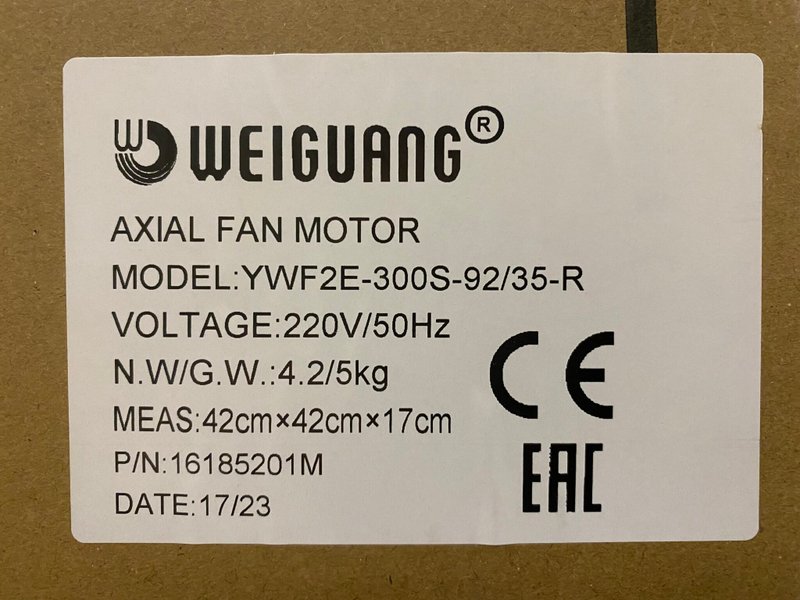 WEIGUANG®
AXIAL FAN MOTOR
MODEL:YWF2E-300S-92/35-R
VOLTAGE:220V/50Hz
N.W/G.W.:4.2/5kg
MEAS:42cm×42cm×17cm
P/N:16185201M
DATE:17/23
CE
EAC